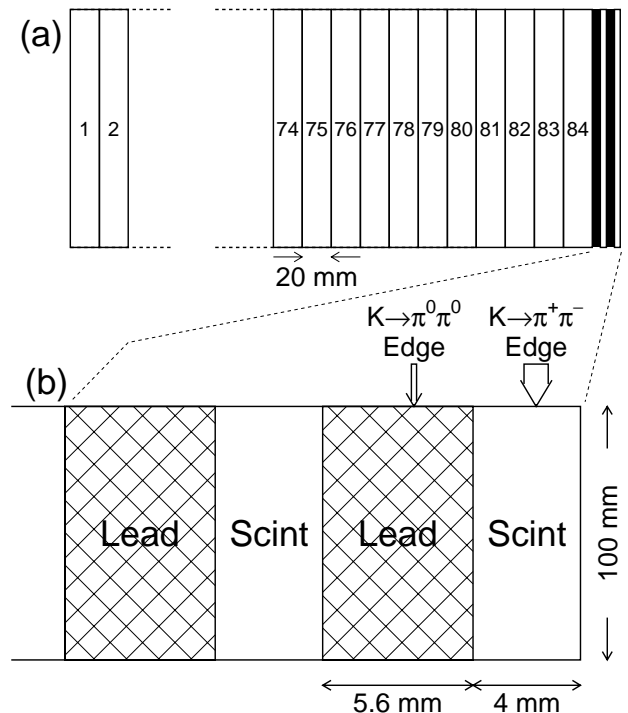 (a)
1 2 74 75 76 77 78 79 80 81 82 83 84
20 mm
K→π⁰π⁰ K→π⁺π⁻
Edge Edge
(b)
Lead Scint Lead Scint
100 mm
5.6 mm 4 mm